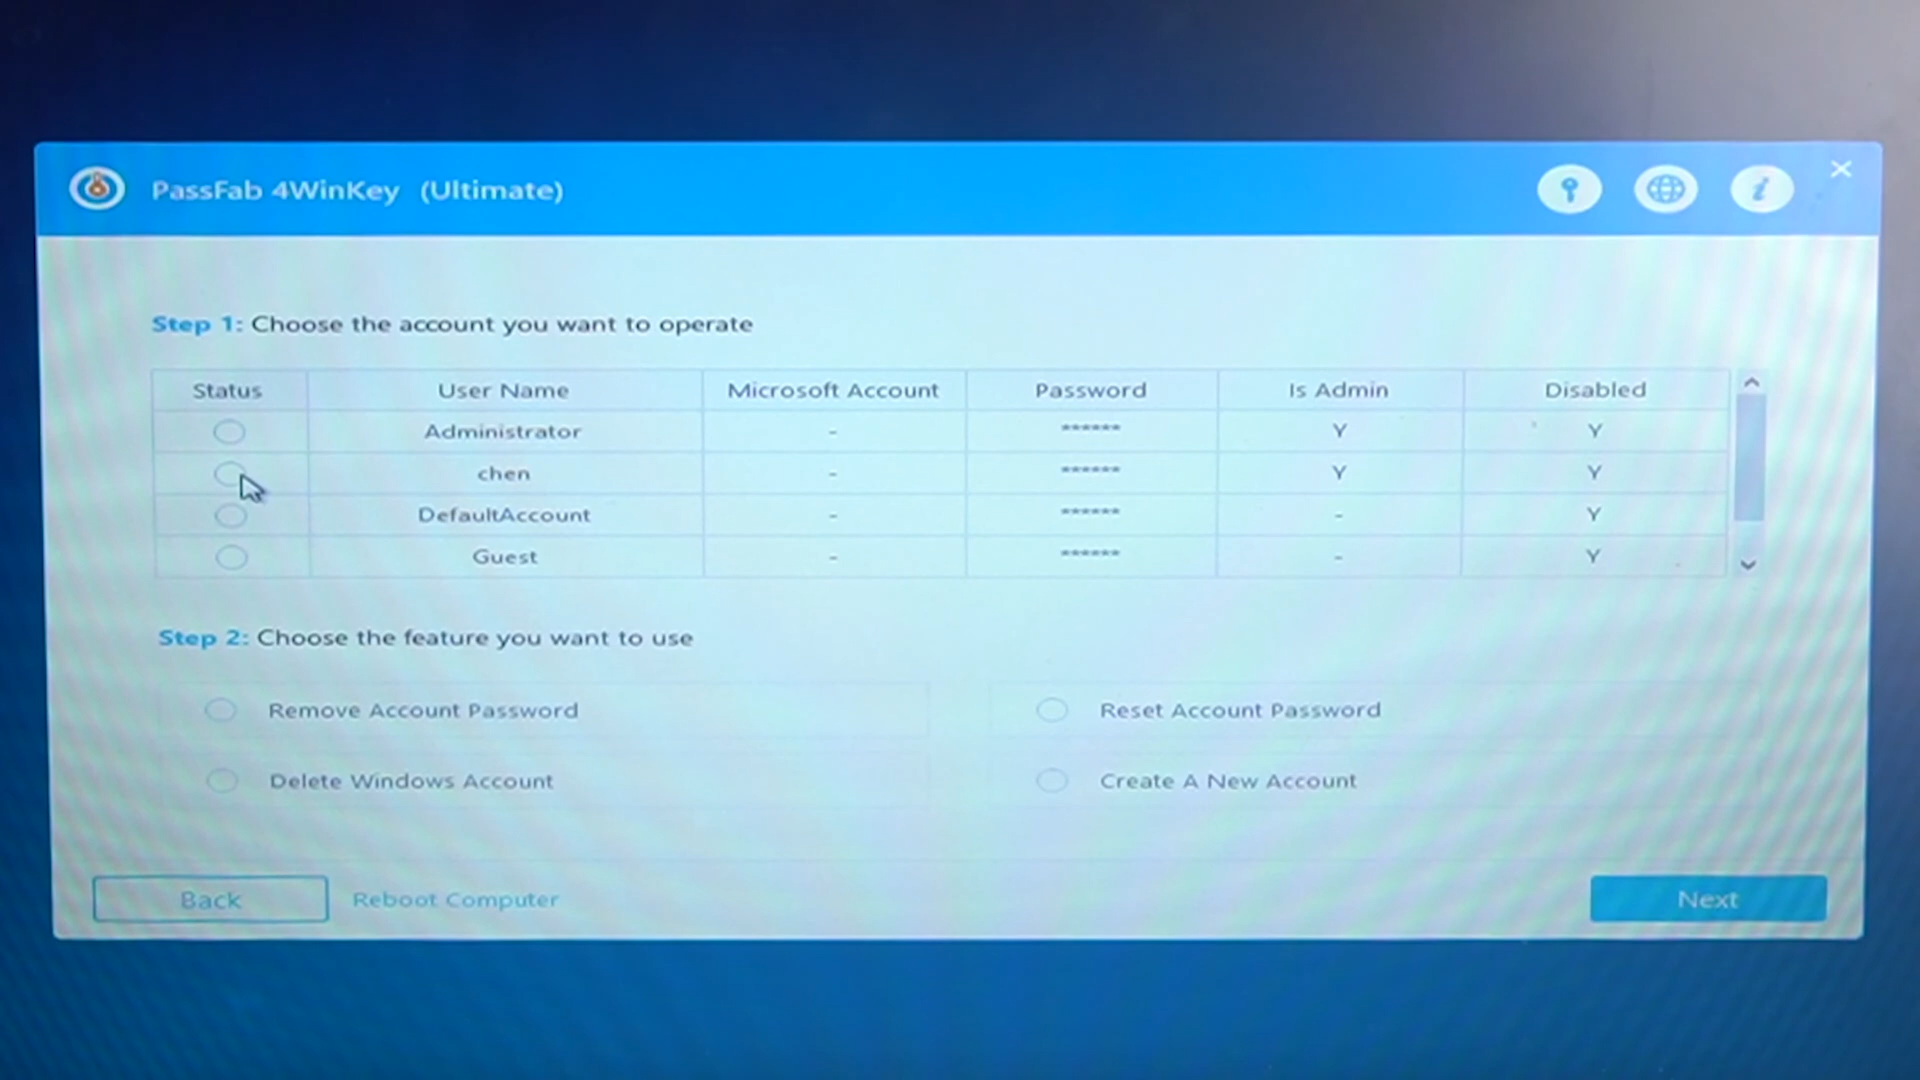 PassFab 4WinKey (Ultimate)
Step 1: Choose the account you want to operate
Status User Name Microsoft Account Password Is Admin Disabled
Administrator - ****** Y Y
chen - ****** Y Y
DefaultAccount - ****** - Y
Guest - ****** - Y
Step 2: Choose the feature you want to use
Remove Account Password Reset Account Password
Delete Windows Account Create A New Account
Back Reboot Computer Next